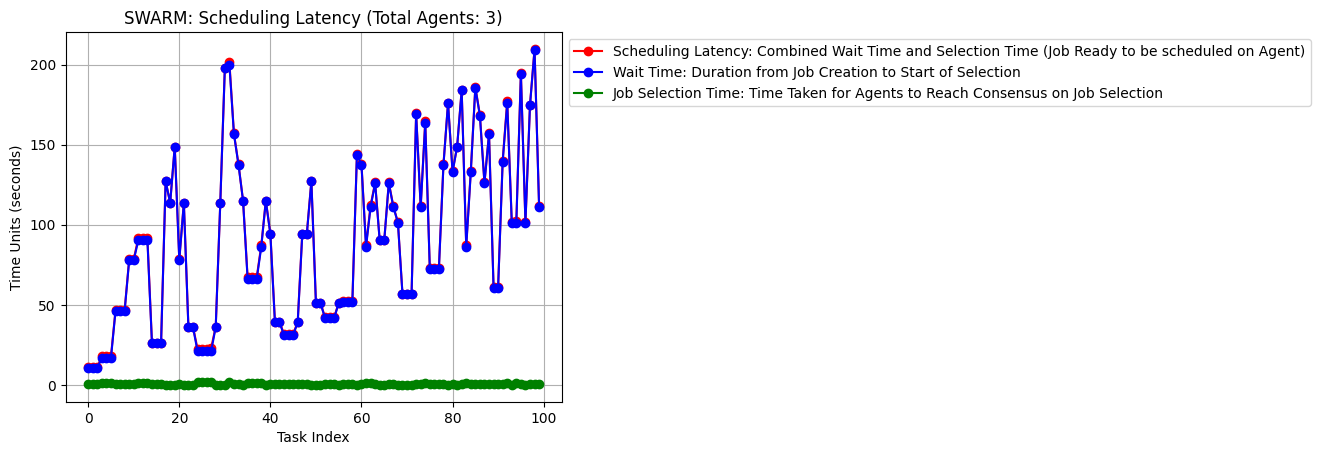 SWARM: Scheduling Latency (Total Agents: 3)
Scheduling Latency: Combined Wait Time and Selection Time (Job Ready to be scheduled on Agent)
Wait Time: Duration from Job Creation to Start of Selection
Job Selection Time: Time Taken for Agents to Reach Consensus on Job Selection
Time Units (seconds)
200
150
100
50
0
0 20 40 60 80 100
Task Index